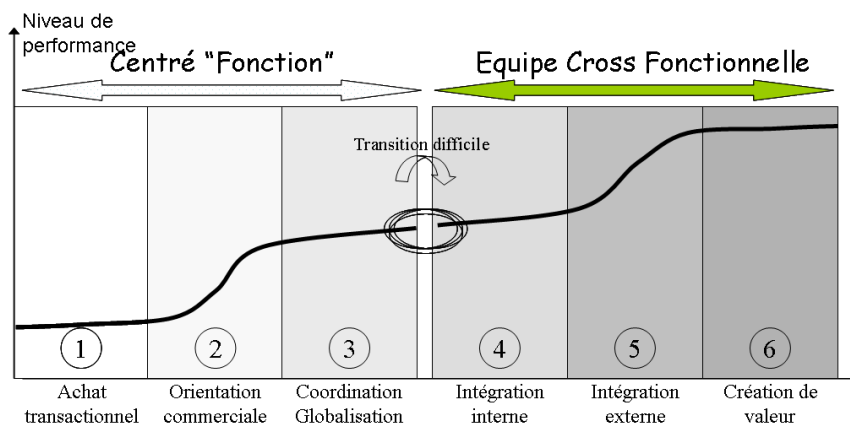 Niveau de
performance
Centré “Fonction”
Equipe Cross Fonctionnelle
Transition difficile
1
2
3
4
5
6
Achat
transactionnel
Orientation
commerciale
Coordination
Globalisation
Intégration
interne
Intégration
externe
Création de
valeur